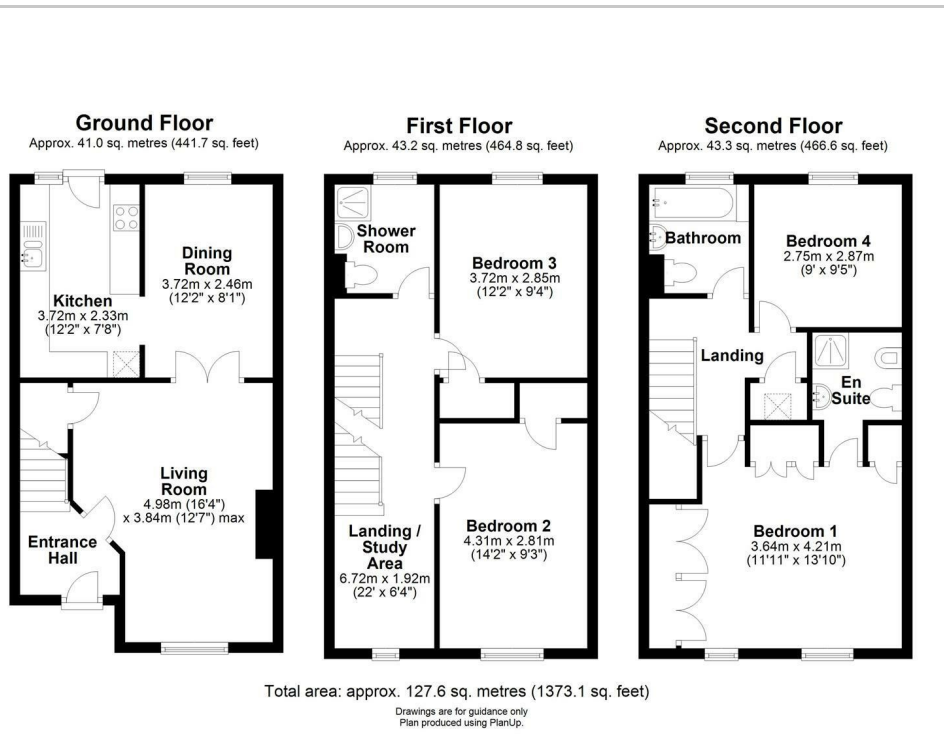 Ground Floor
Approx. 41.0 sq. metres (441.7 sq. feet)
Kitchen
3.72m x 2.33m
(12'2" x 7'8")
Dining
Room
3.72m x 2.46m
(12'2" x 8'1")
Living
Room
4.98m (16'4")
x 3.84m (12'7") max
Entrance
Hall
First Floor
Approx. 43.2 sq. metres (464.8 sq. feet)
Shower
Room
Bedroom 3
3.72m x 2.85m
(12'2" x 9'4")
Bedroom 2
4.31m x 2.81m
(14'2" x 9'3")
Landing /
Study
Area
6.72m x 1.92m
(22' x 6'4")
Second Floor
Approx. 43.3 sq. metres (466.6 sq. feet)
Bathroom
Bedroom 4
2.75m x 2.87m
(9' x 9'5")
Landing
En
Suite
Bedroom 1
3.64m x 4.21m
(11'11" x 13'10")
Total area: approx. 127.6 sq. metres (1373.1 sq. feet)
Drawings are for guidance only
Plan produced using PlanUp.